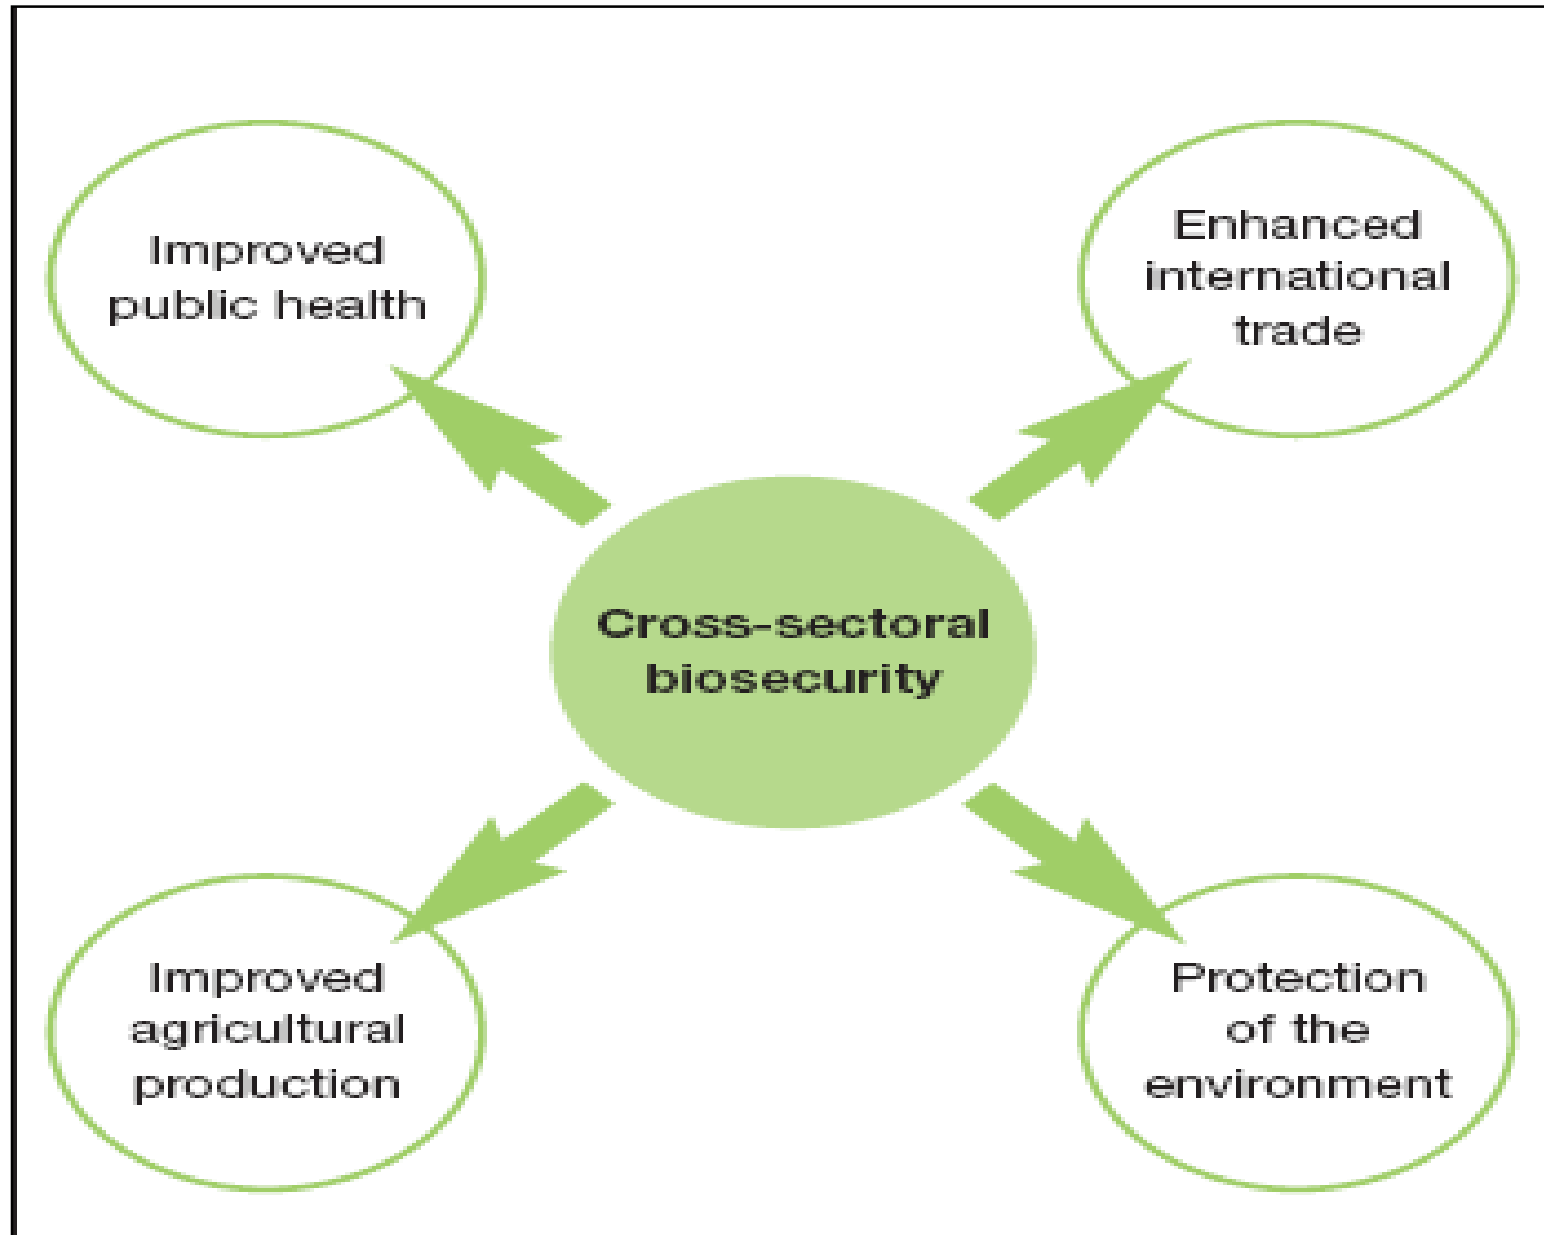 Improved
public health
Enhanced
international
trade
Cross-sectoral
biosecurity
Improved
agricultural
production
Protection
of the
environment